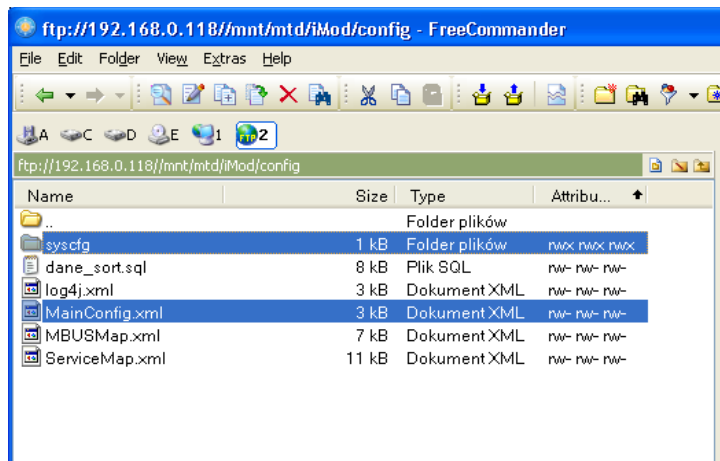 ftp://192.168.0.118//mnt/mtd/iMod/config - FreeCommander
File Edit Folder View Extras Help
A C D E 1 FTP 2
ftp://192.168.0.118//mnt/mtd/iMod/config
Name Size Type Attribu...
.. Folder plików
syscfg 1 kB Folder plików rwx rwx rwx
dane_sort.sql 8 kB Plik SQL rw- rw- rw-
log4j.xml 3 kB Dokument XML rw- rw- rw-
MainConfig.xml 3 kB Dokument XML rw- rw- rw-
MBUSMap.xml 7 kB Dokument XML rw- rw- rw-
ServiceMap.xml 11 kB Dokument XML rw- rw- rw-